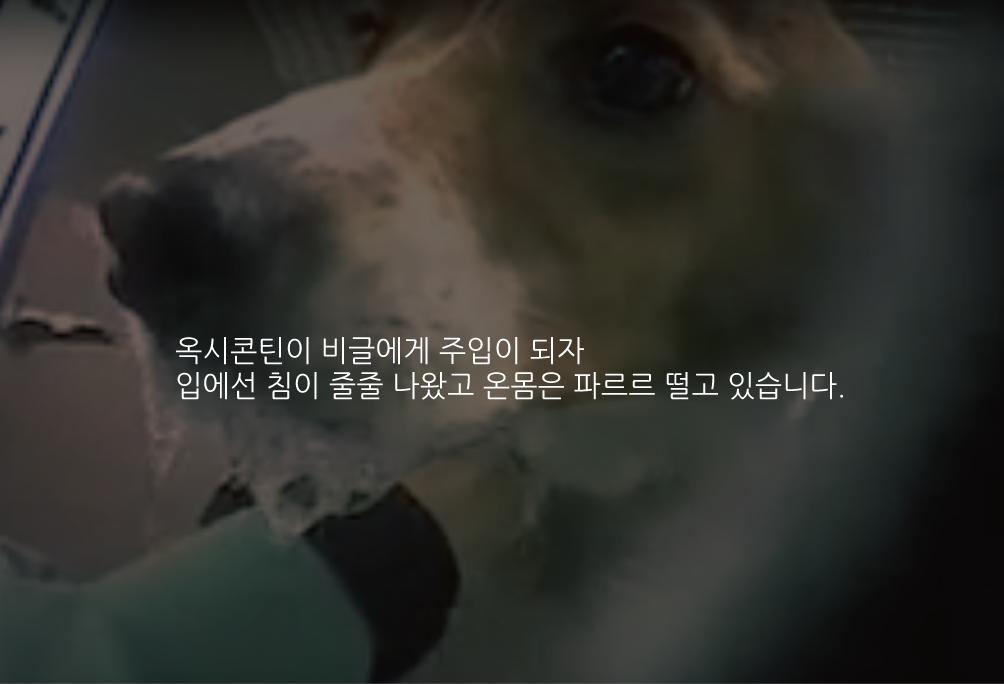 옥시콘틴이 비글에게 주입이 되자
입에선 침이 줄줄 나왔고 온몸은 파르르 떨고 있습니다.